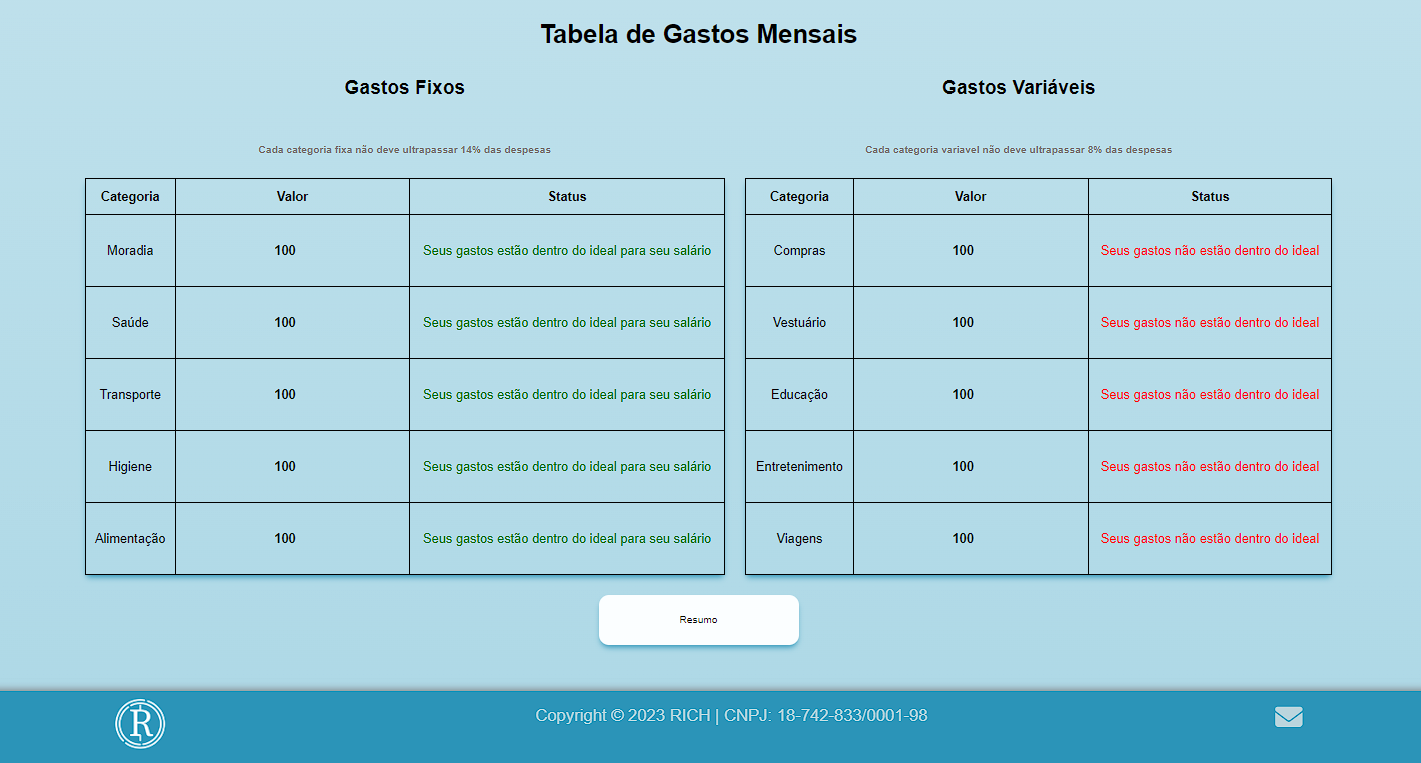 Tabela de Gastos Mensais
Gastos Fixos
Cada categoria fixa não deve ultrapassar 14% das despesas
Categoria Valor Status
Moradia 100 Seus gastos estão dentro do ideal para seu salário
Saúde 100 Seus gastos estão dentro do ideal para seu salário
Transporte 100 Seus gastos estão dentro do ideal para seu salário
Higiene 100 Seus gastos estão dentro do ideal para seu salário
Alimentação 100 Seus gastos estão dentro do ideal para seu salário
Gastos Variáveis
Cada categoria variavel não deve ultrapassar 8% das despesas
Categoria Valor Status
Compras 100 Seus gastos não estão dentro do ideal
Vestuário 100 Seus gastos não estão dentro do ideal
Educação 100 Seus gastos não estão dentro do ideal
Entretenimento 100 Seus gastos não estão dentro do ideal
Viagens 100 Seus gastos não estão dentro do ideal
Resumo
R
Copyright © 2023 RICH | CNPJ: 18-742-833/0001-98